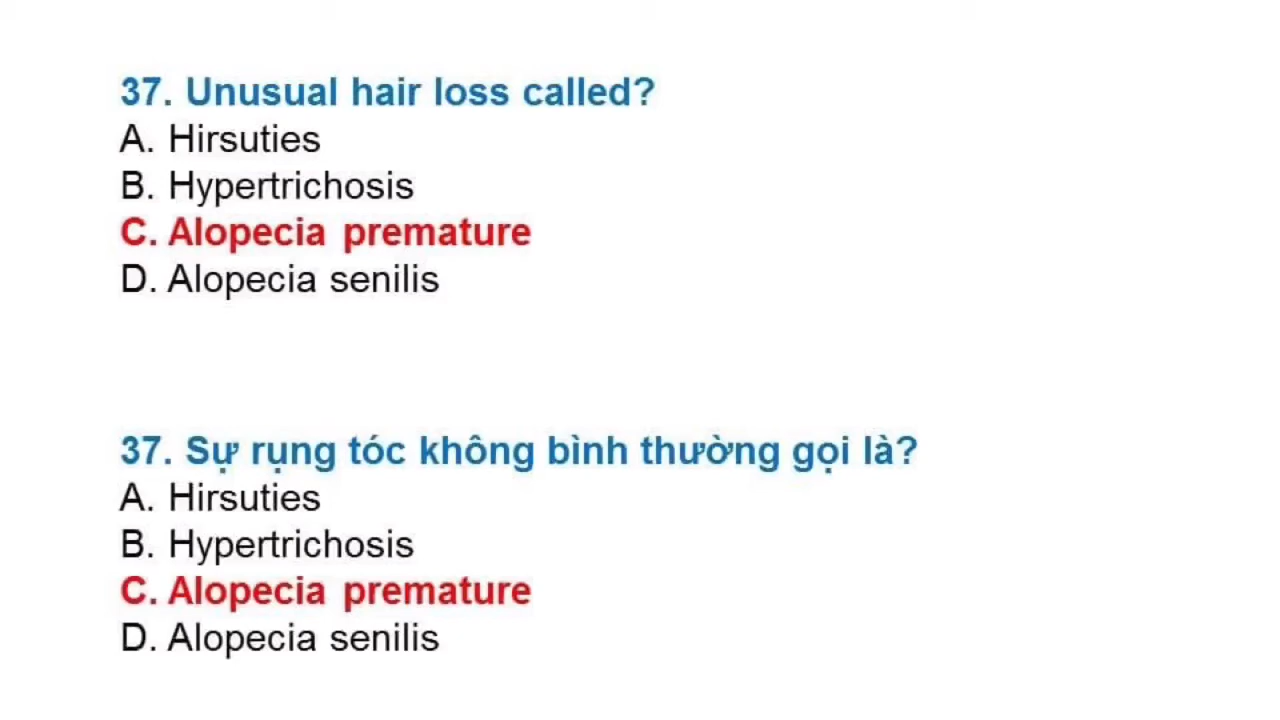 37. Unusual hair loss called?
A. Hirsuties
B. Hypertrichosis
C. Alopecia premature
D. Alopecia senilis
37. Sự rụng tóc không bình thường gọi là?
A. Hirsuties
B. Hypertrichosis
C. Alopecia premature
D. Alopecia senilis